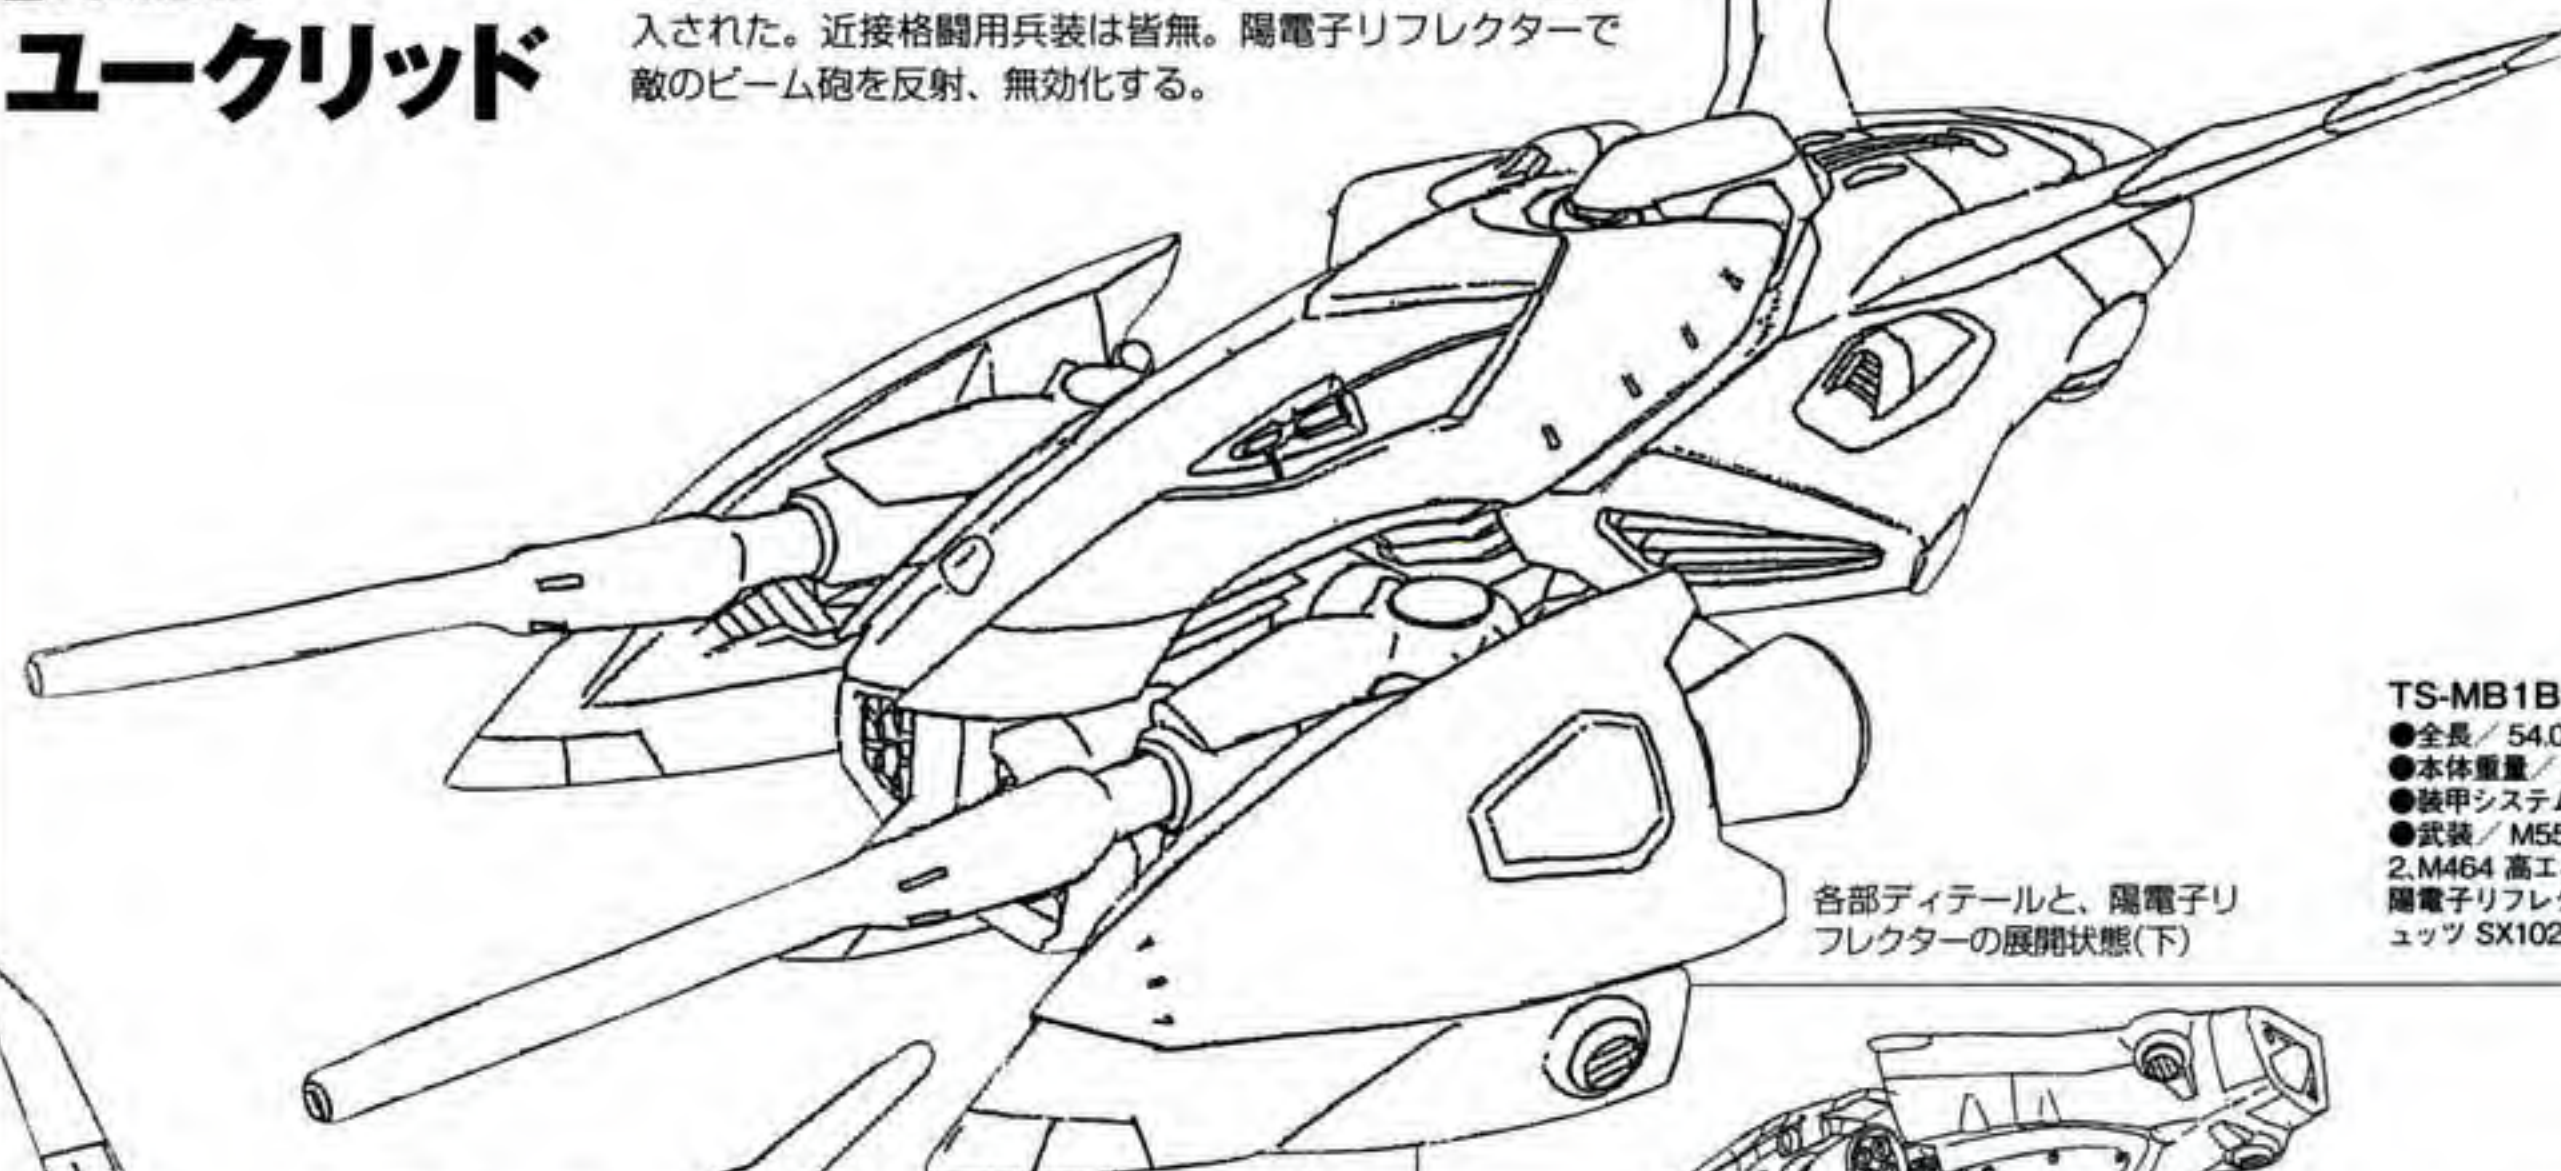 ユークリッド
入された。近接格闘用兵装は皆無。陽電子リフレクターで
敵のビーム砲を反射、無効化する。
TS-MB1B
●全長／54.0
●本体重量／
●装甲システム
●武装／M55
2、M464 高エ
陽電子リフレク
ュッツ SX102
各部ディテールと、陽電子リ
フレクターの展開状態(下)